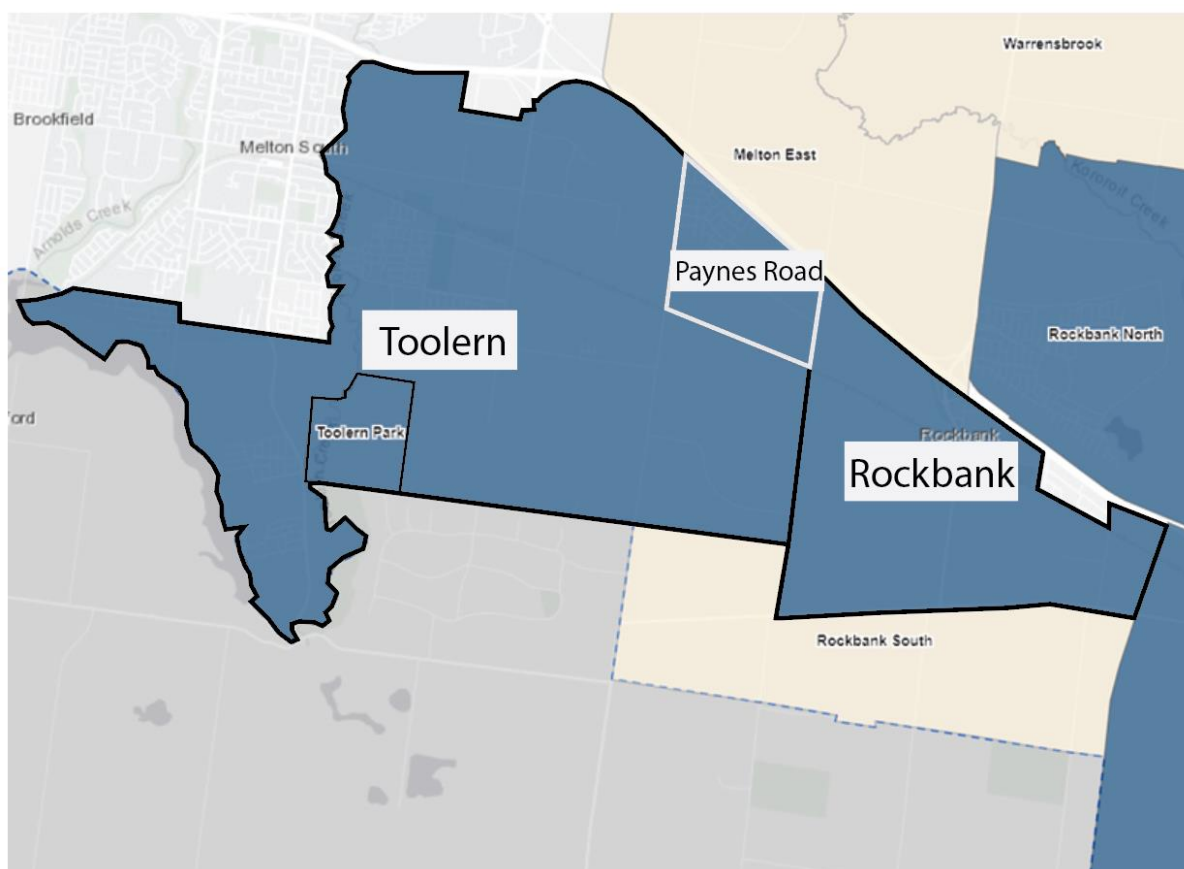 Warrensbrook
Brookfield
Melton South
Melton East
Arnolds Creek
Kororoit Creek
Paynes Road
Toolern
Rockbank North
ford
Toolern Park
Rockbank
Rockbank
Rockbank South